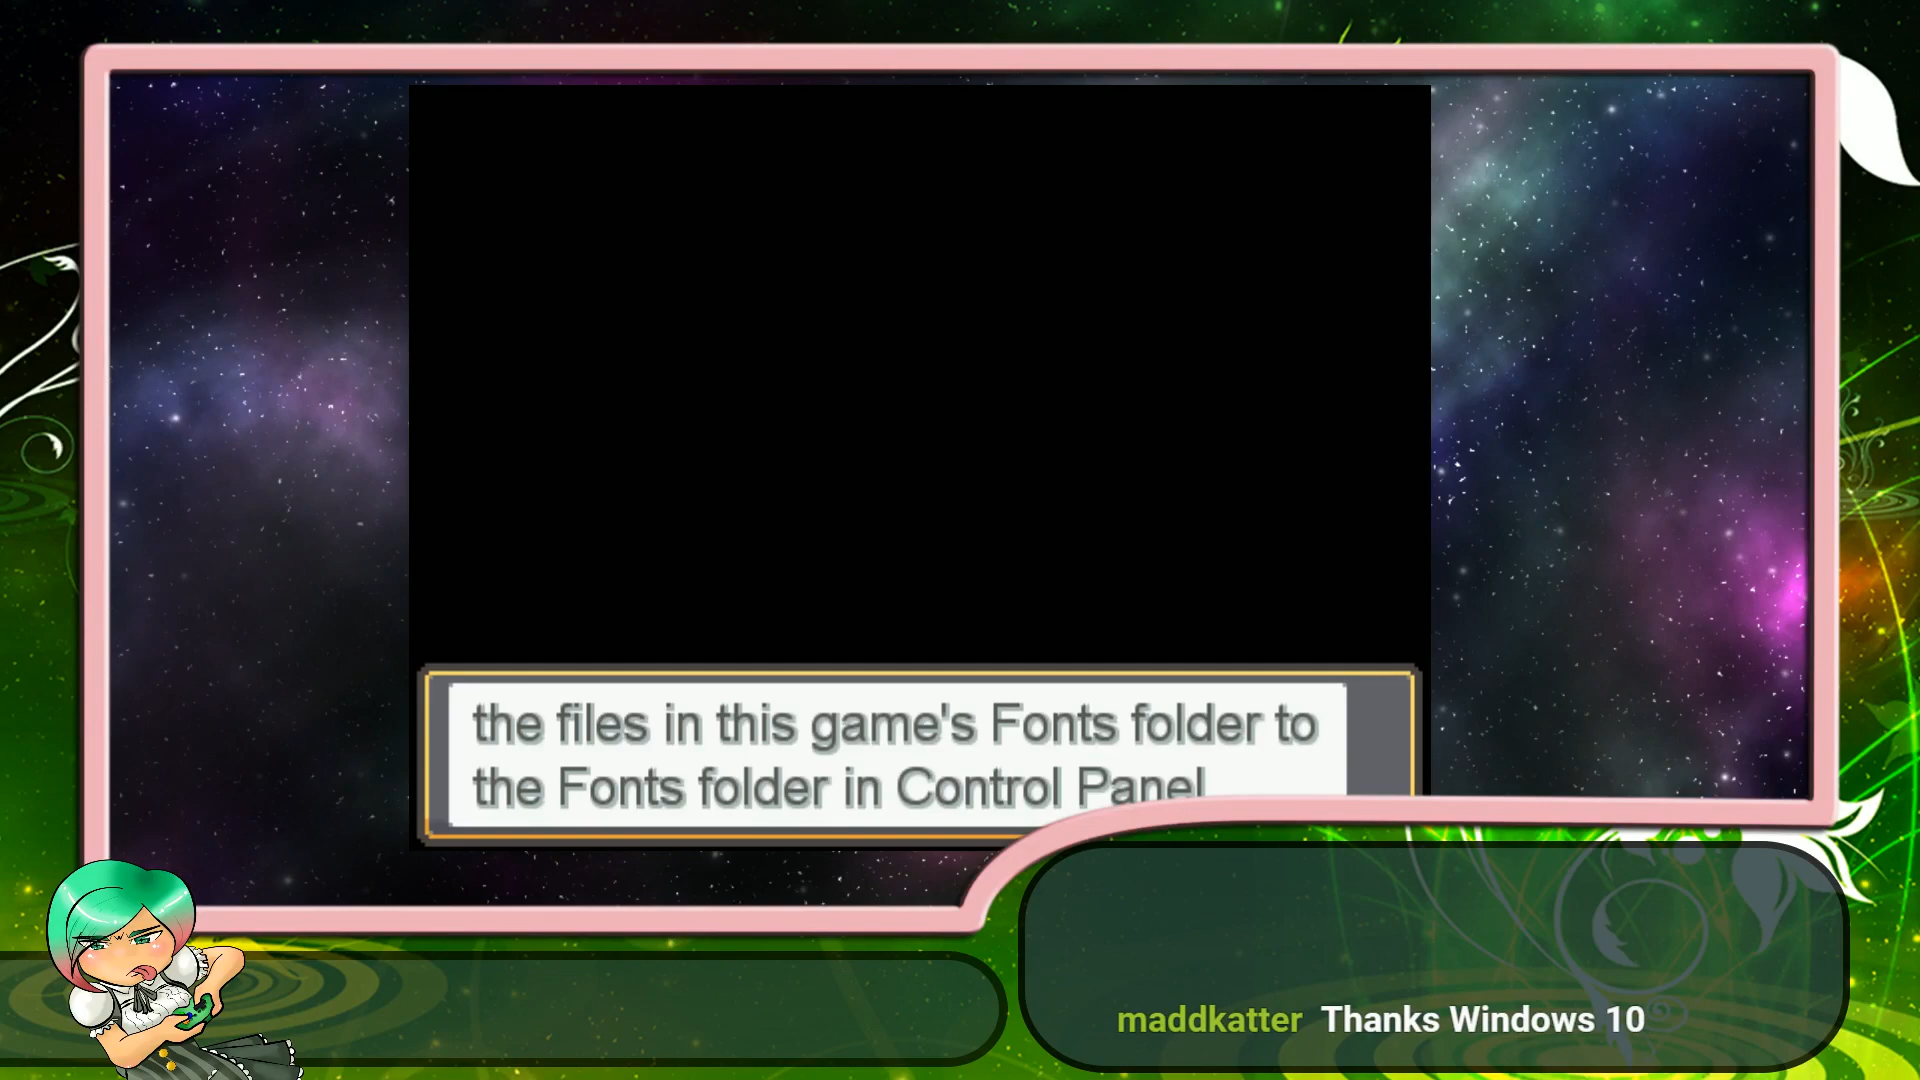 the files in this game's Fonts folder to
the Fonts folder in Control Panel
maddkatter Thanks Windows 10